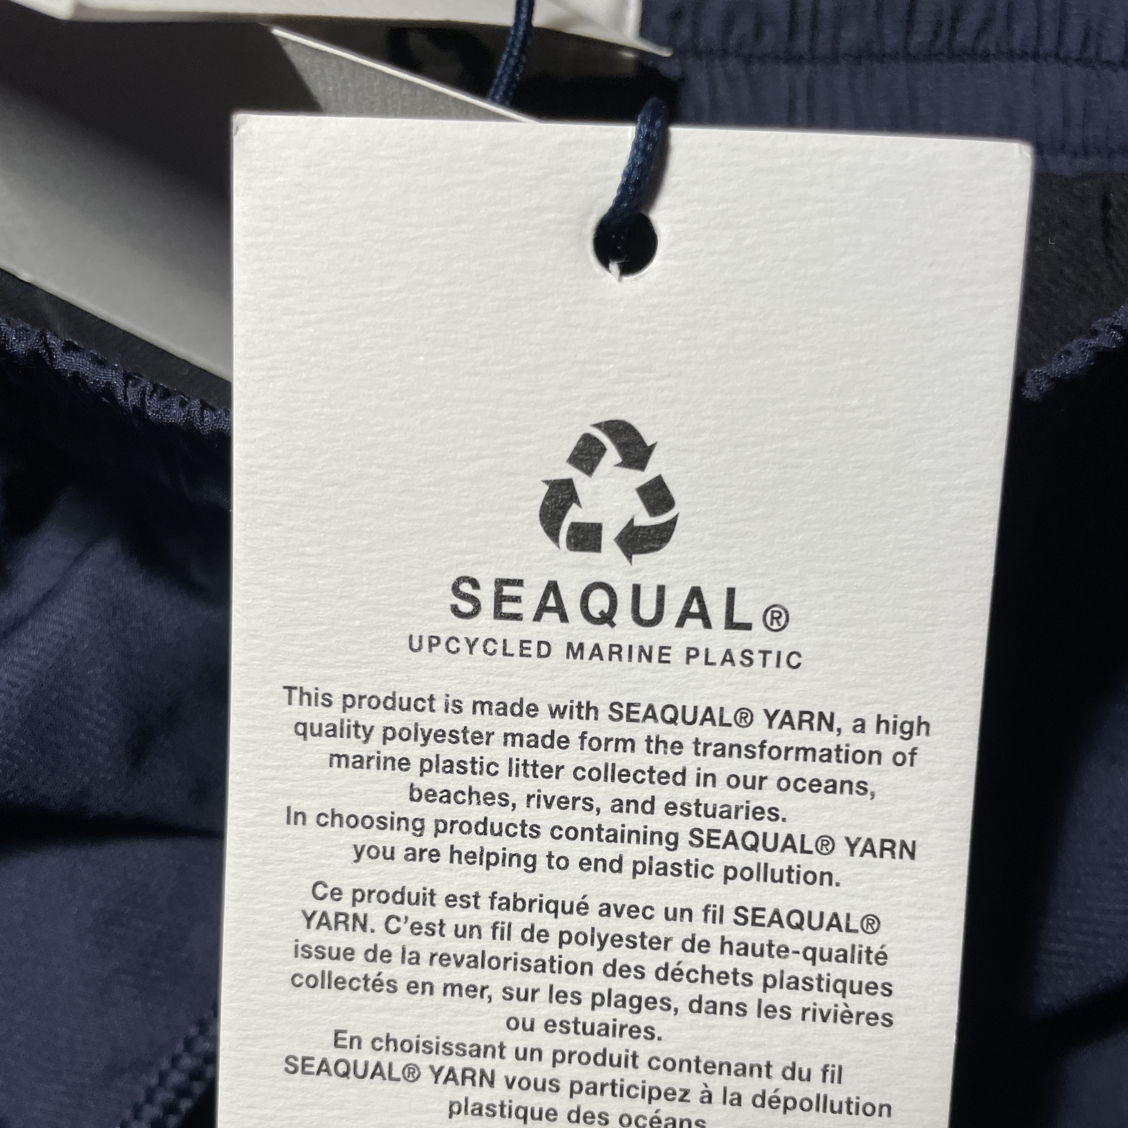 SEAQUAL®
UPCYCLED MARINE PLASTIC
This product is made with SEAQUAL® YARN, a high
quality polyester made form the transformation of
marine plastic litter collected in our oceans,
beaches, rivers, and estuaries.
In choosing products containing SEAQUAL® YARN
you are helping to end plastic pollution.
Ce produit est fabriqué avec un fil SEAQUAL®
YARN. C'est un fil de polyester de haute-qualité
issue de la revalorisation des déchets plastiques
collectés en mer, sur les plages, dans les rivières
ou estuaires.
En choisissant un produit contenant du fil
SEAQUAL® YARN vous participez à la dépollution
plastique des océans